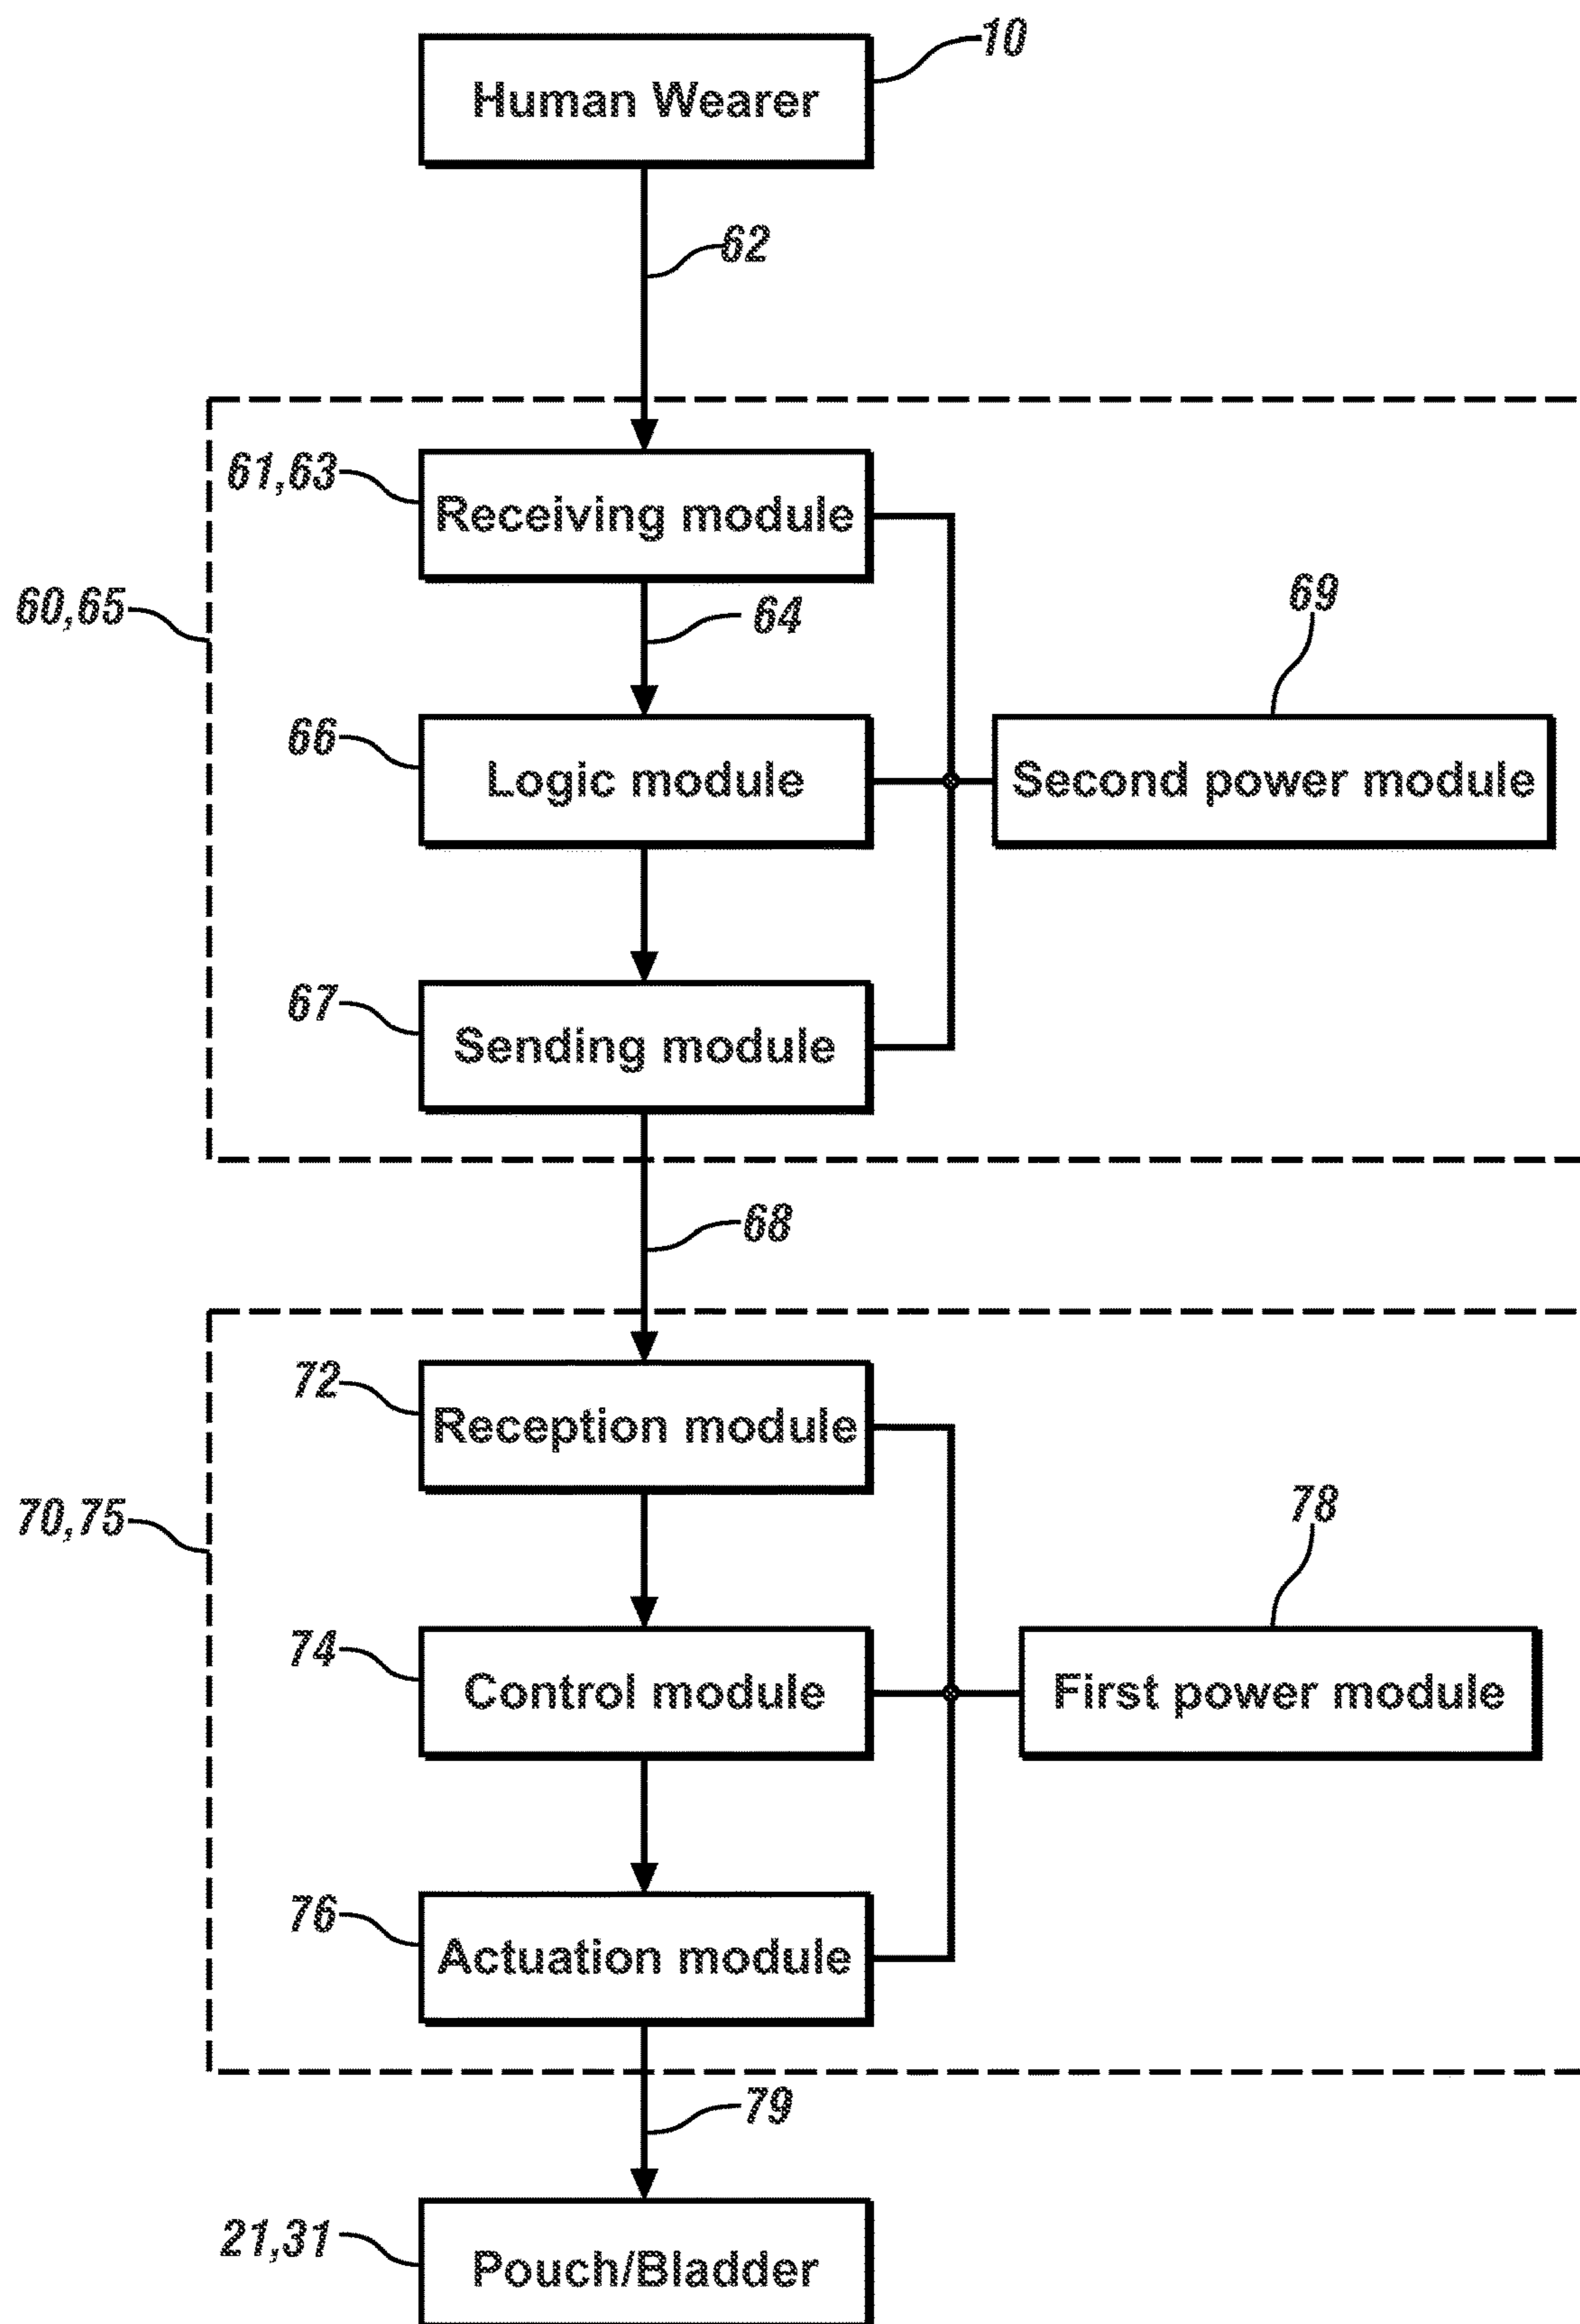 10
Human Wearer
62
61,63
Receiving module
60,65
64
69
66
Logic module
Second power module
67
Sending module
68
72
Reception module
70,75
78
74
Control module
First power module
76
Actuation module
79
21,31
Pouch/Bladder